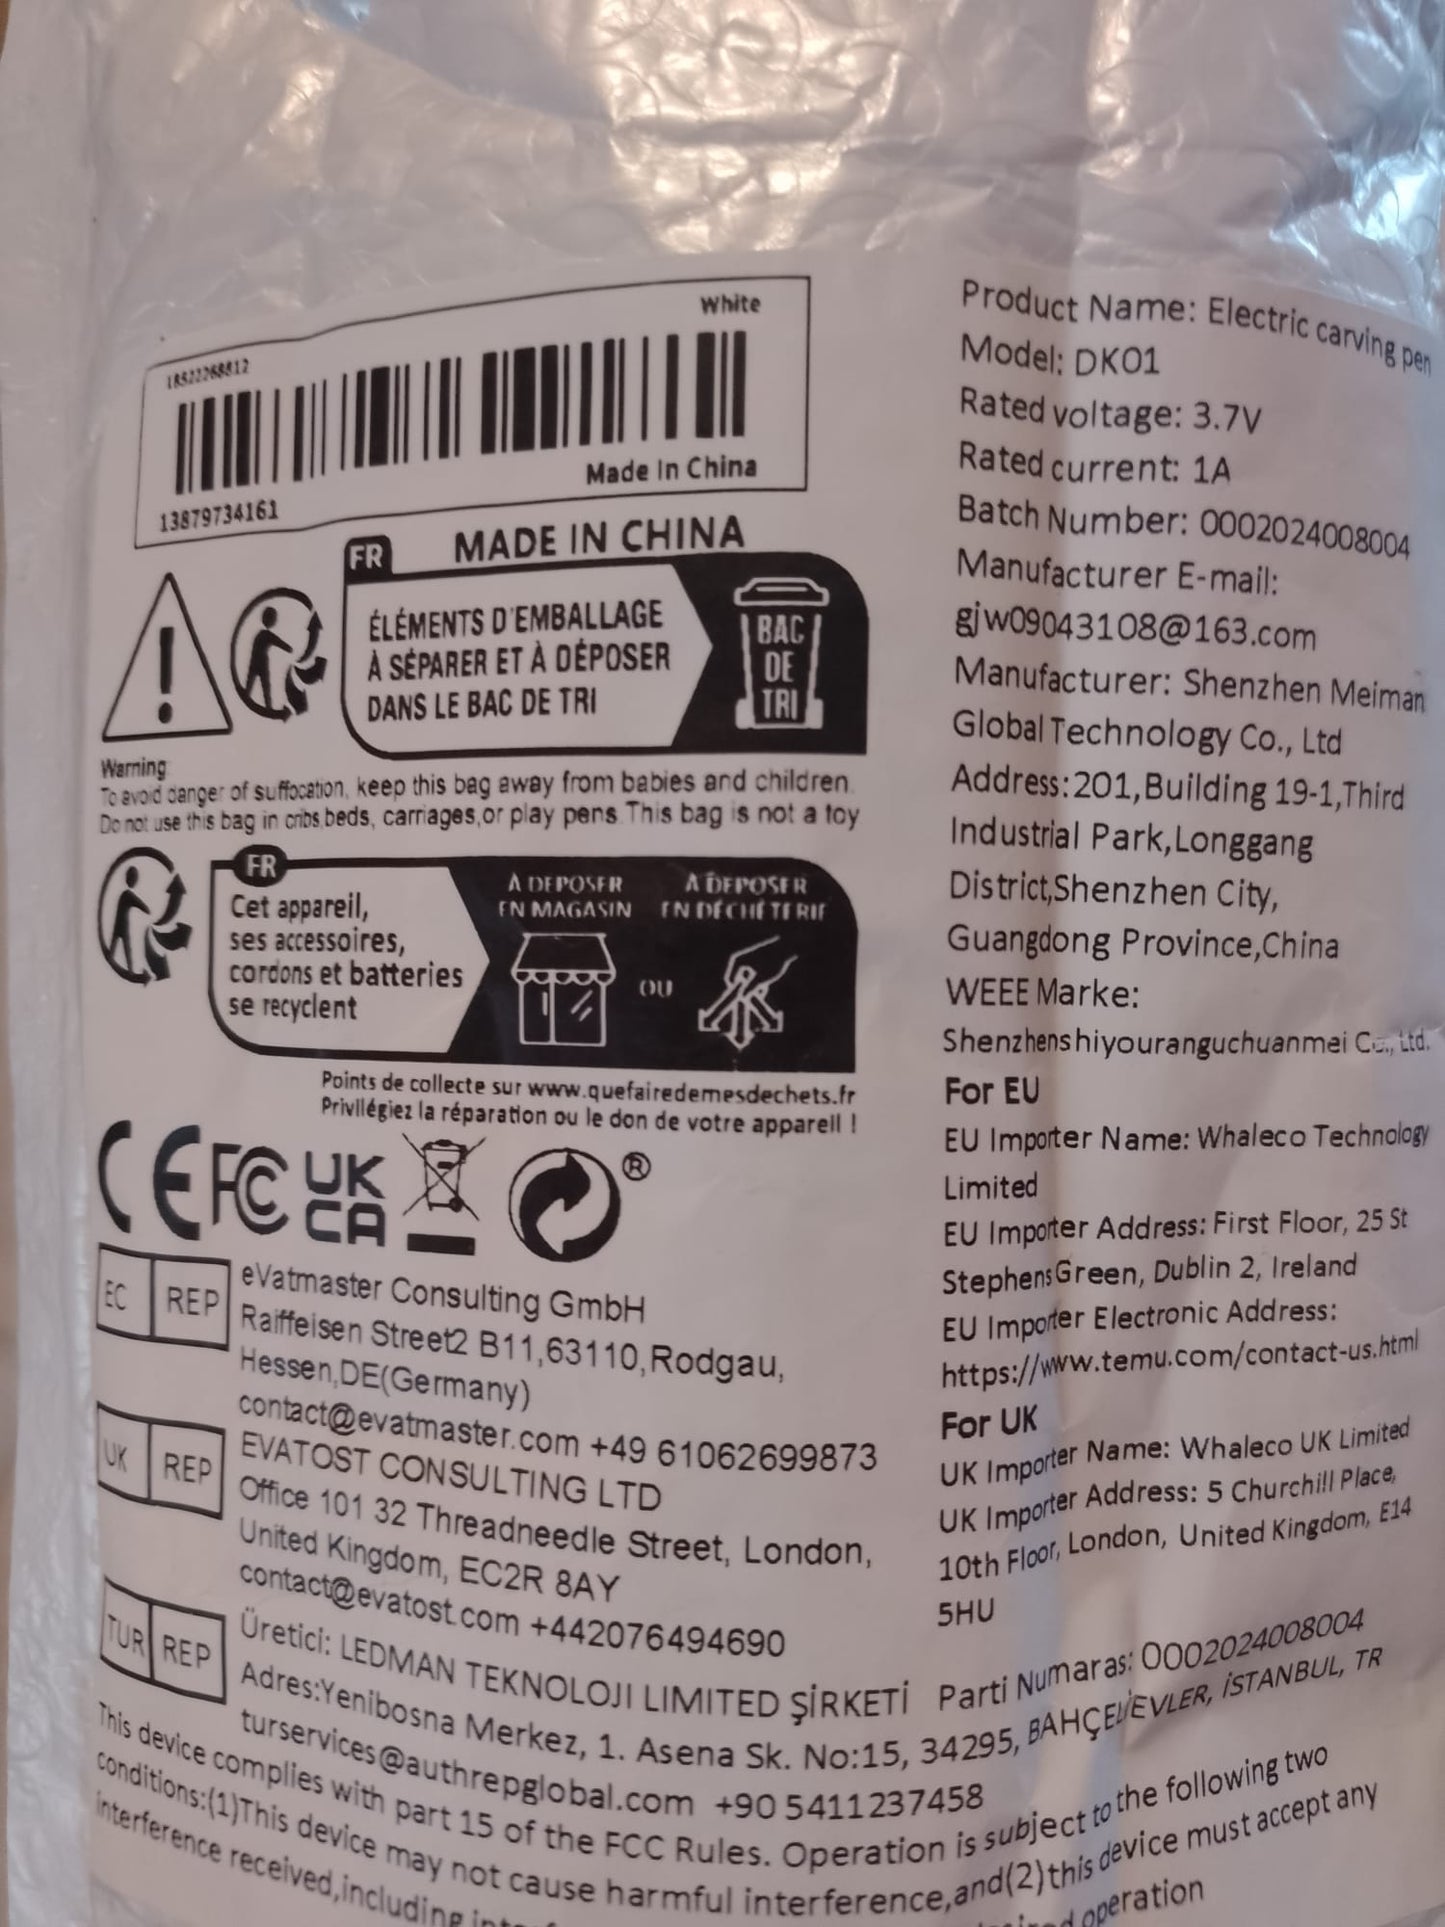 White
18522268812
Made In China
13879734161
FR
MADE IN CHINA
ÉLÉMENTS D'EMBALLAGE
À SÉPARER ET À DÉPOSER
DANS LE BAC DE TRI
BAC
DE
TRI
Warning
To avoid danger of suffocation, keep this bag away from babies and children.
Do not use this bag in cribs,beds, carriages,or play pens.This bag is not a toy
FR
Cet appareil,
ses accessoires,
cordons et batteries
se recyclent
À DÉPOSER
EN MAGASIN
OU
À DÉPOSER
EN DÉCHÈTERIE
Points de collecte sur www.quefairedemesdechets.fr
Privilégiez la réparation ou le don de votre appareil !
CE FC UK
CA
®
EC REP
eVatmaster Consulting GmbH
Raiffeisen Street2 B11,63110,Rodgau,
Hessen,DE(Germany)
contact@evatmaster.com +49 61062699873
UK REP
EVATOST CONSULTING LTD
Office 101 32 Threadneedle Street, London,
United Kingdom, EC2R 8AY
contact@evatost.com +442076494690
TUR REP
Üretici: LEDMAN TEKNOLOJI LIMITED ŞİRKETİ Parti Numaras: 0002024008004
Adres:Yenibosna Merkez, 1. Asena Sk. No:15, 34295, BAHÇELİEVLER, İSTANBUL, TR
turservices@authrepglobal.com +90 5411237458
This device complies with part 15 of the FCC Rules. Operation is subject to the following two
conditions:(1)This device may not cause harmful interference,and(2)this device must accept any
interference received,including
operation
Product Name: Electric carving pen
Model: DK01
Rated voltage: 3.7V
Rated current: 1A
Batch Number: 0002024008004
Manufacturer E-mail:
gjw09043108@163.com
Manufacturer: Shenzhen Meiman
Global Technology Co., Ltd
Address:201,Building 19-1,Third
Industrial Park,Longgang
District,Shenzhen City,
Guangdong Province,China
WEEE Marke:
Shenzhenshiyouranguchuanmei Co., Ltd.
For EU
EU Importer Name: Whaleco Technology
Limited
EU Importer Address: First Floor, 25 St
StephensGreen, Dublin 2, Ireland
EU Importer Electronic Address:
https://www.temu.com/contact-us.html
For UK
UK Importer Name: Whaleco UK Limited
UK Importer Address: 5 Churchill Place,
10th Floor, London, United Kingdom, E14
5HU